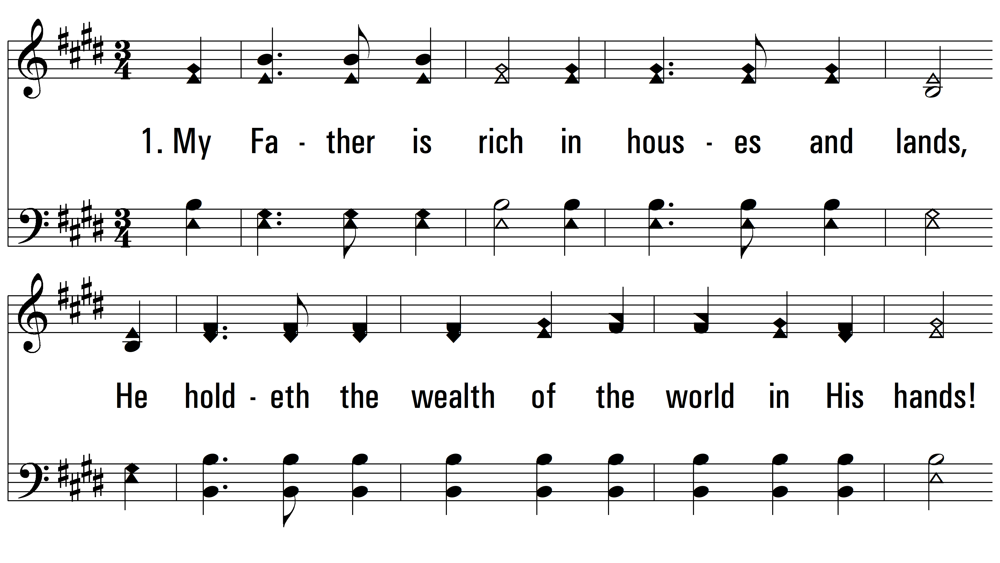 1. My Fa - ther is rich in hous - es and lands,
He hold - eth the wealth of the world in His hands!